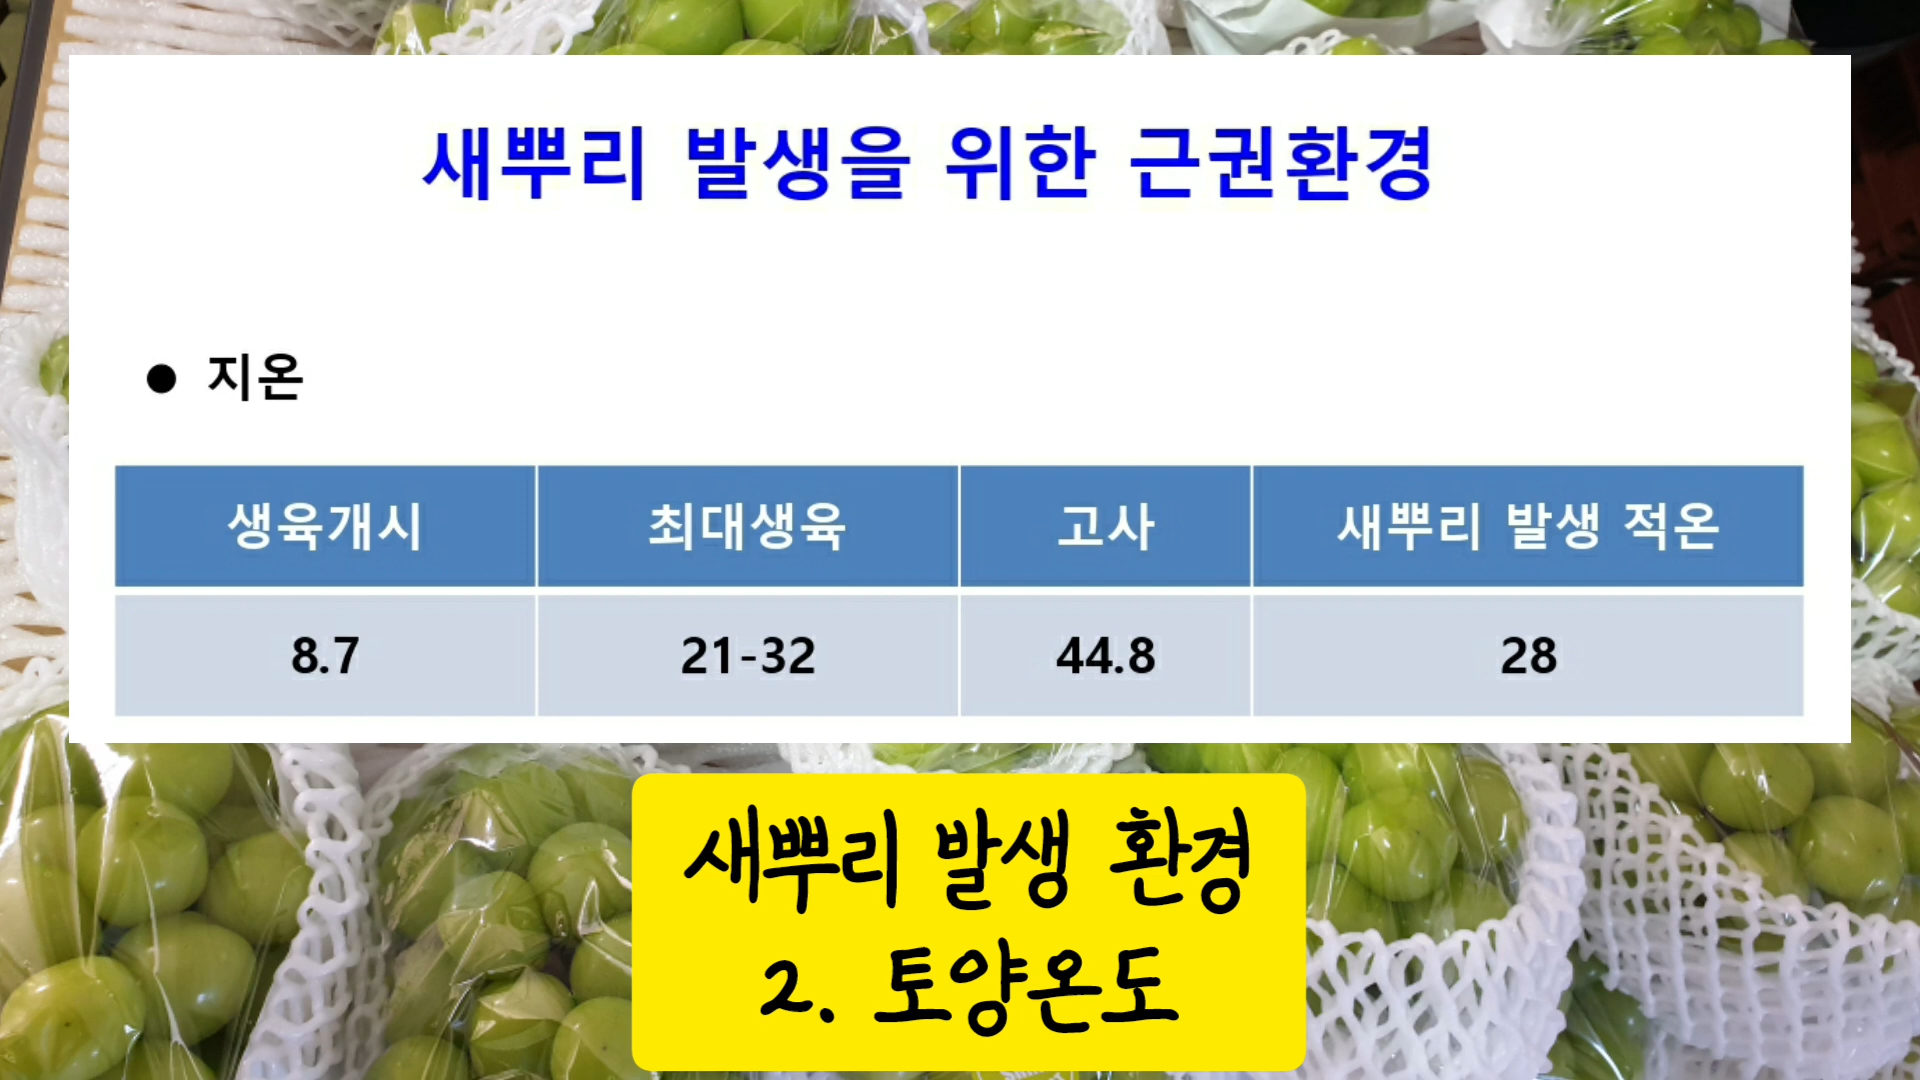 새뿌리 발생을 위한 근권환경
● 지온
생육개시 최대생육 고사 새뿌리 발생 적온
8.7 21-32 44.8 28
새뿌리 발생 환경
2. 토양온도